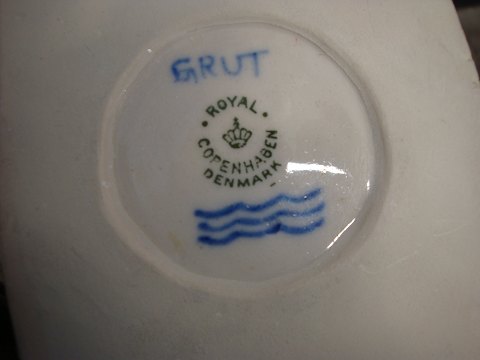 GRUT
ROYAL
COPENHAGEN
DENMARK